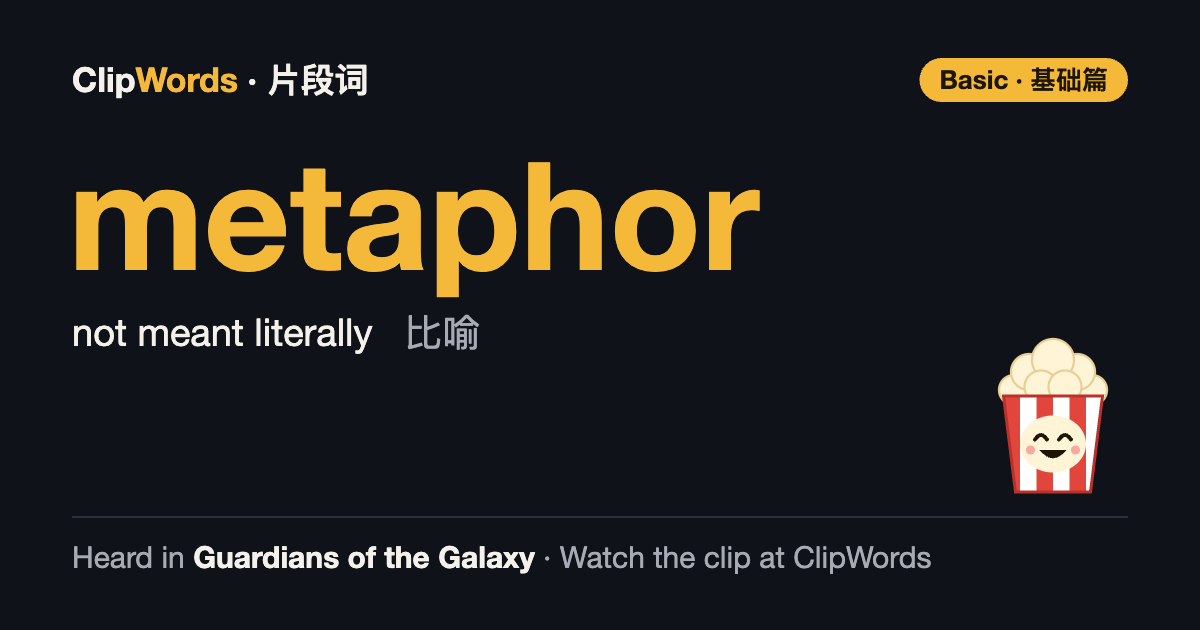 ClipWords · 片段词
Basic · 基础篇
metaphor
not meant literally 比喻
Heard in Guardians of the Galaxy · Watch the clip at ClipWords